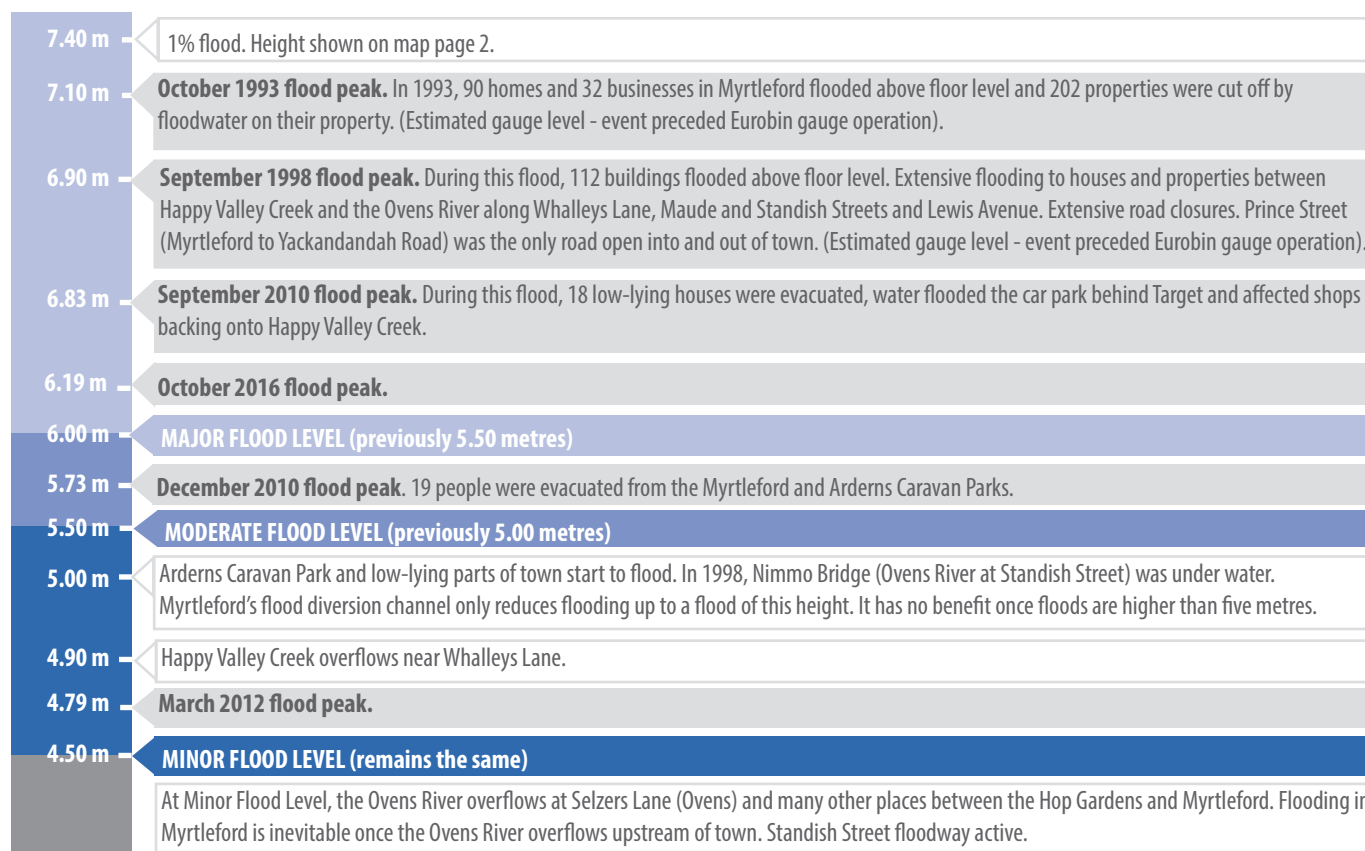 7.40 m
1% flood. Height shown on map page 2.
7.10 m
October 1993 flood peak. In 1993, 90 homes and 32 businesses in Myrtleford flooded above floor level and 202 properties were cut off by
floodwater on their property. (Estimated gauge level - event preceded Eurobin gauge operation).
6.90 m
September 1998 flood peak. During this flood, 112 buildings flooded above floor level. Extensive flooding to houses and properties between
Happy Valley Creek and the Ovens River along Whalleys Lane, Maude and Standish Streets and Lewis Avenue. Extensive road closures. Prince Street
(Myrtleford to Yackandandah Road) was the only road open into and out of town. (Estimated gauge level - event preceded Eurobin gauge operation).
6.83 m
September 2010 flood peak. During this flood, 18 low-lying houses were evacuated, water flooded the car park behind Target and affected shops
backing onto Happy Valley Creek.
6.19 m
October 2016 flood peak.
6.00 m
MAJOR FLOOD LEVEL (previously 5.50 metres)
5.73 m
December 2010 flood peak. 19 people were evacuated from the Myrtleford and Arderns Caravan Parks.
5.50 m
MODERATE FLOOD LEVEL (previously 5.00 metres)
5.00 m
Arderns Caravan Park and low-lying parts of town start to flood. In 1998, Nimmo Bridge (Ovens River at Standish Street) was under water.
Myrtleford's flood diversion channel only reduces flooding up to a flood of this height. It has no benefit once floods are higher than five metres.
4.90 m
Happy Valley Creek overflows near Whalleys Lane.
4.79 m
March 2012 flood peak.
4.50 m
MINOR FLOOD LEVEL (remains the same)
At Minor Flood Level, the Ovens River overflows at Selzers Lane (Ovens) and many other places between the Hop Gardens and Myrtleford. Flooding in
Myrtleford is inevitable once the Ovens River overflows upstream of town. Standish Street floodway active.